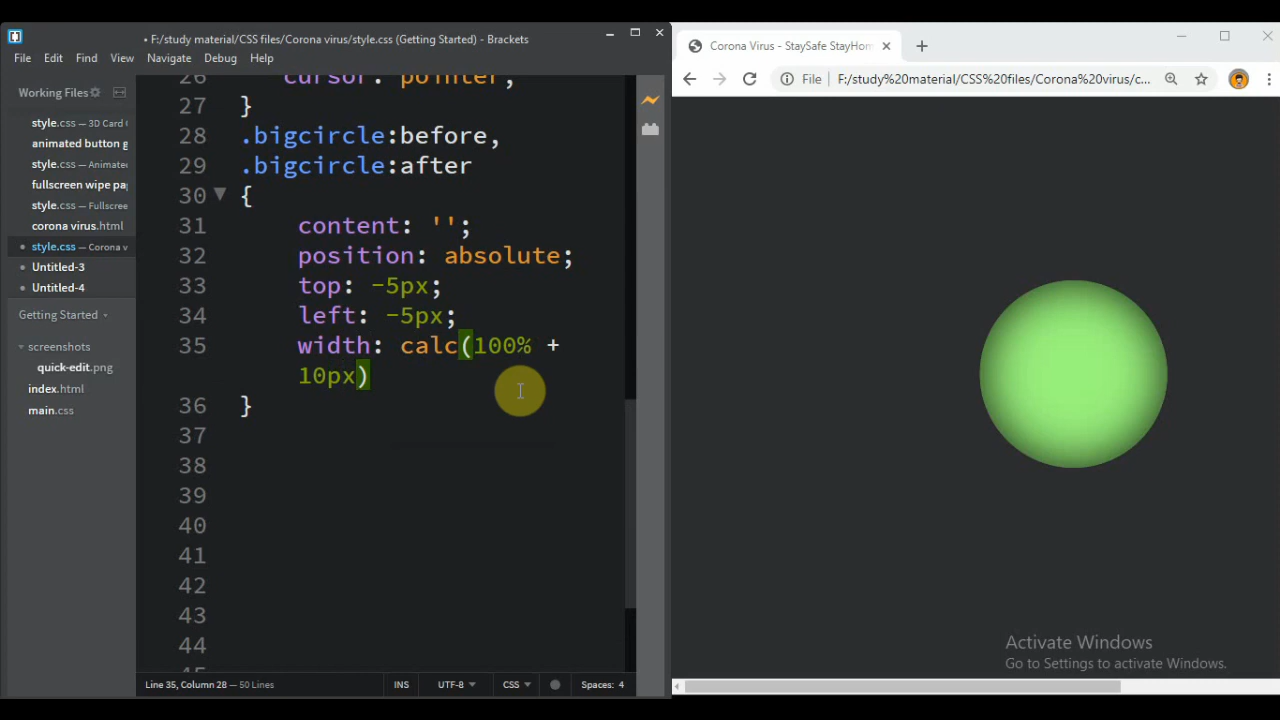 F:/study material/CSS files/Corona virus/style.css (Getting Started) - Brackets
File Edit Find View Navigate Debug Help
Working Files
style.css — 3D Card
animated button g
style.css — Animate
fullscreen wipe pa
style.css — Fullscree
corona virus.html
style.css — Corona v
Untitled-3
Untitled-4
Getting Started
screenshots
quick-edit.png
index.html
main.css
26 cursor: pointer;
27 }
28 .bigcircle:before,
29 .bigcircle:after
30 {
31 content: '';
32 position: absolute;
33 top: -5px;
34 left: -5px;
35 width: calc(100% +
10px)
36 }
37
38
39
40
41
42
43
44
45
Line 35, Column 28 — 50 Lines
INS UTF-8 CSS Spaces: 4
Corona Virus - StaySafe StayHom
File F:/study%20material/CSS%20files/Corona%20virus/c...
Activate Windows
Go to Settings to activate Windows.